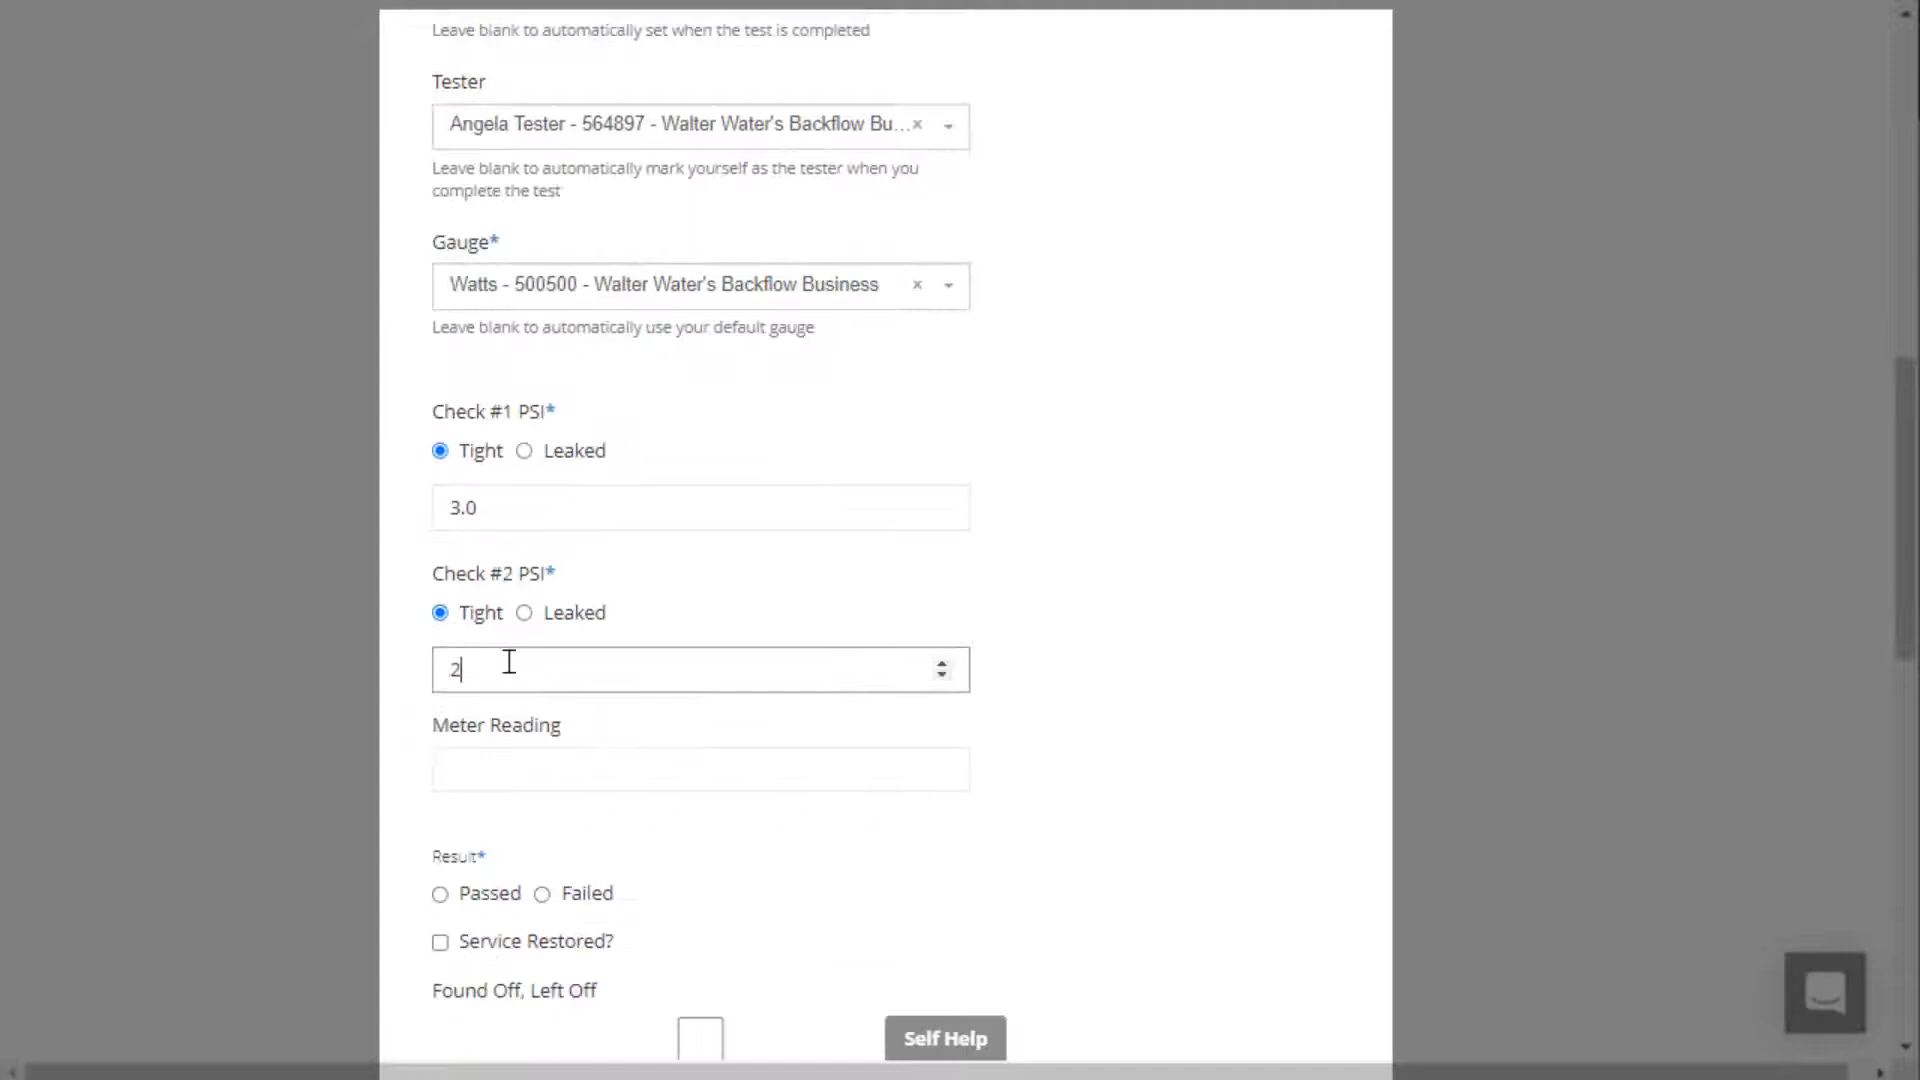 Leave blank to automatically set when the test is completed
Tester
Angela Tester - 564897 - Walter Water's Backflow Bu... ×
Leave blank to automatically mark yourself as the tester when you
complete the test
Gauge*
Watts - 500500 - Walter Water's Backflow Business ×
Leave blank to automatically use your default gauge
Check #1 PSI*
Tight Leaked
3.0
Check #2 PSI*
Tight Leaked
2
Meter Reading
Result*
Passed Failed
Service Restored?
Found Off, Left Off
Self Help